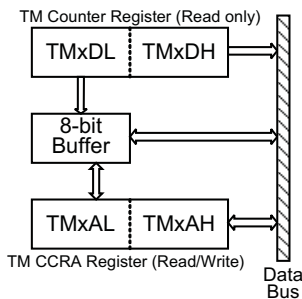 TM Counter Register (Read only)
TMxDL TMxDH
8-bit
Buffer
TMxAL TMxAH
TM CCRA Register (Read/Write)
Data
Bus